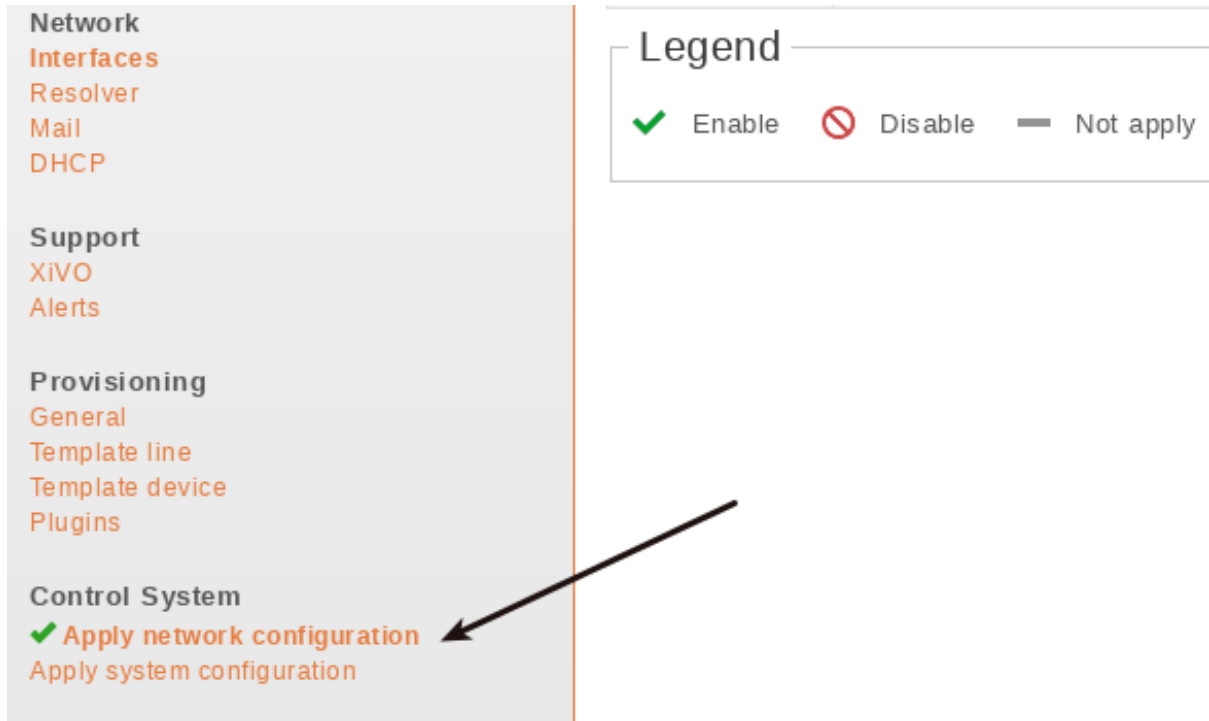 Network
Interfaces
Resolver
Mail
DHCP
Support
XiVO
Alerts
Provisioning
General
Template line
Template device
Plugins
Control System
Apply network configuration
Apply system configuration
Legend
Enable Disable Not apply